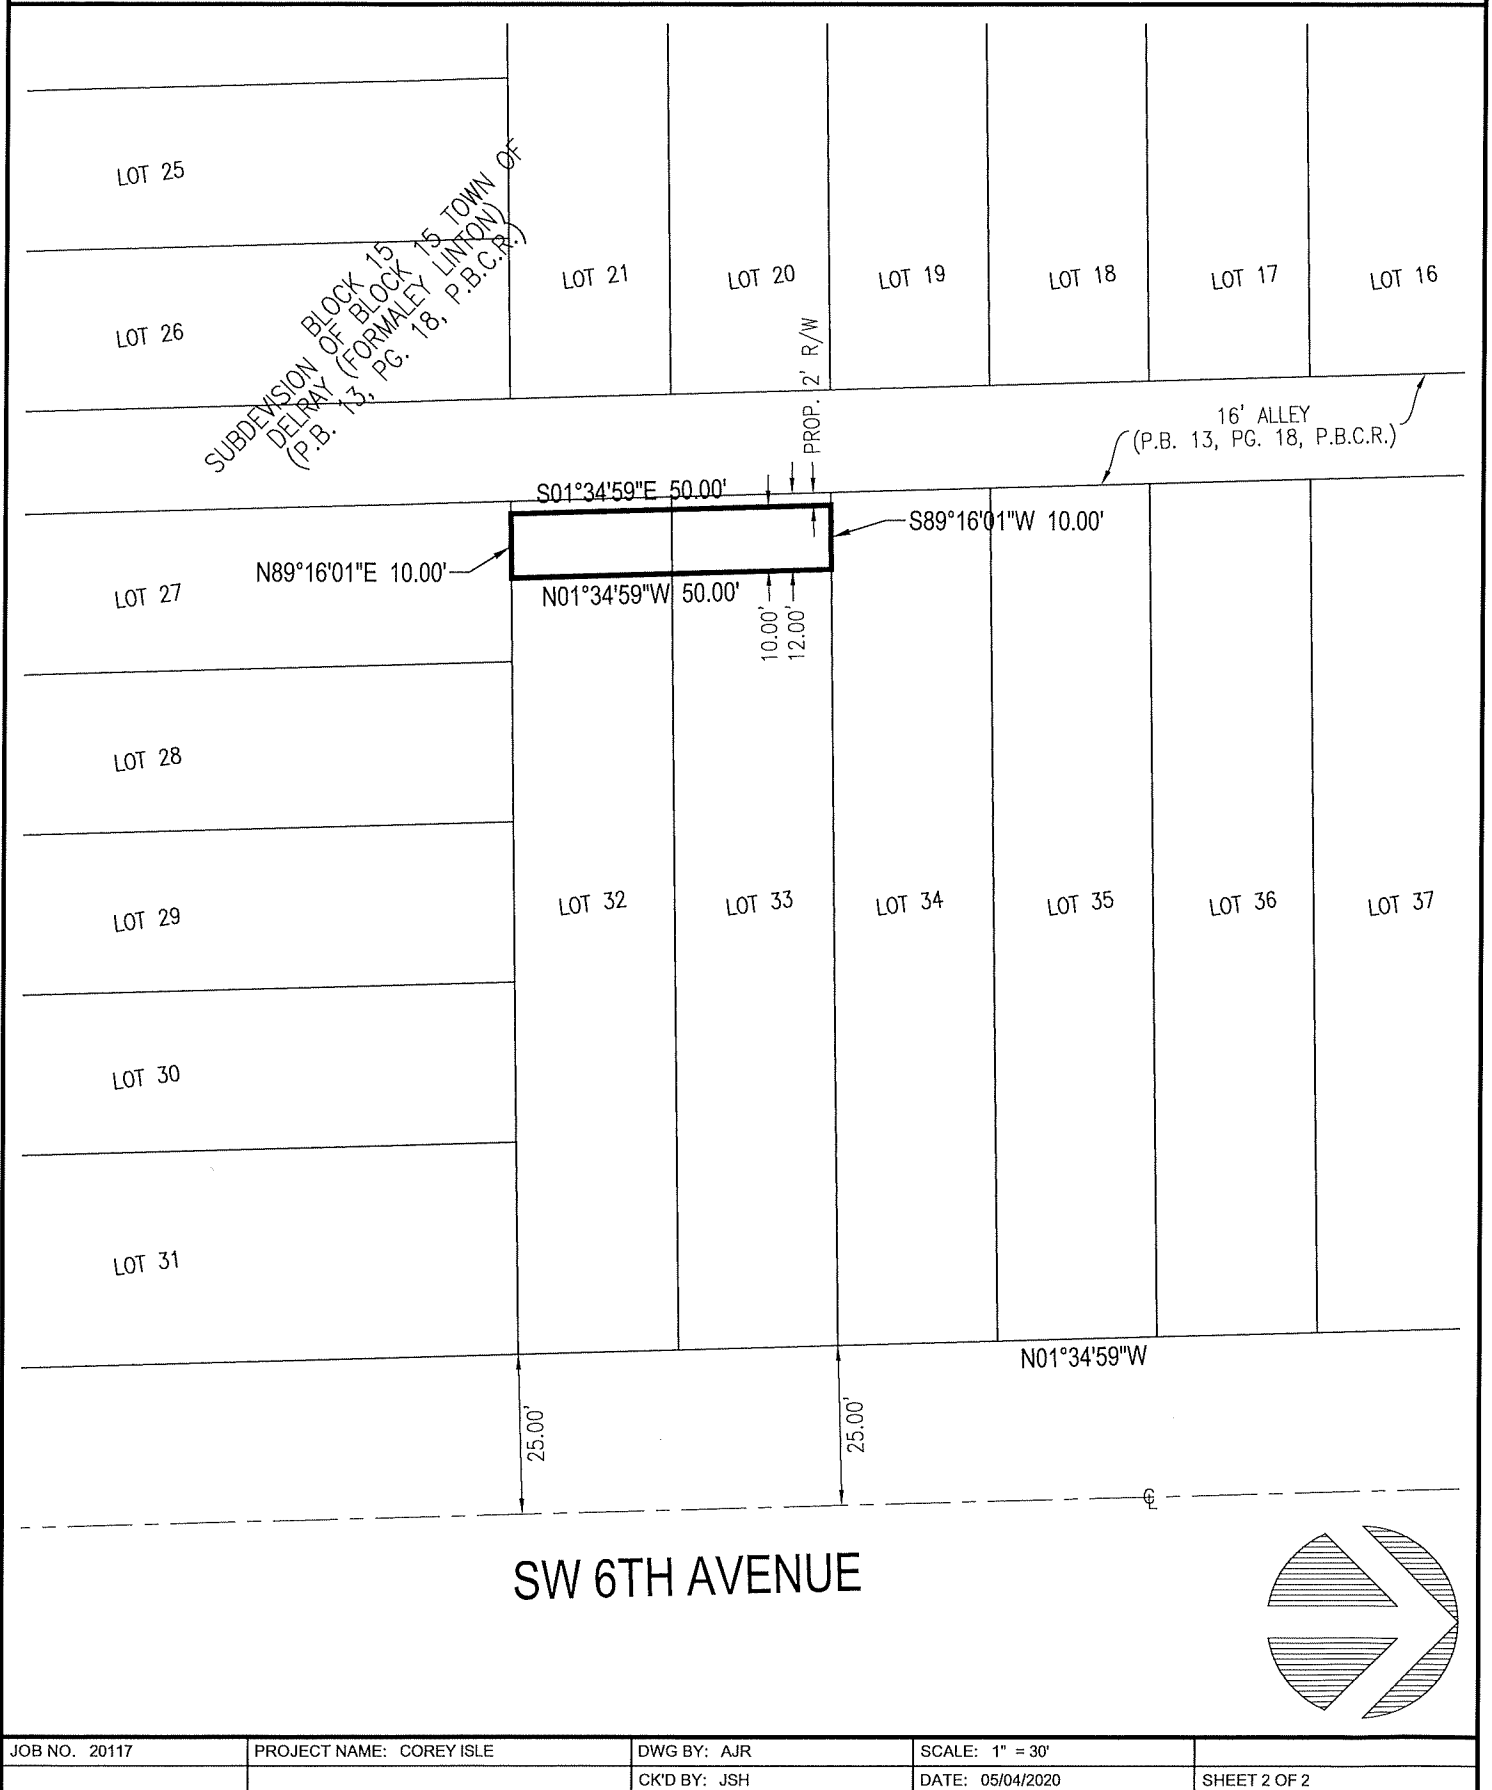 LOT 25
LOT 26
BLOCK 15
SUBDEVISION OF BLOCK 15 TOWN OF
DELRAY (FORMALEY LINTON)
(P.B. 13, PG. 18, P.B.C.R.)
LOT 21
LOT 20
LOT 19
LOT 18
LOT 17
LOT 16
PROP. 2' R/W
16' ALLEY
(P.B. 13, PG. 18, P.B.C.R.)
S01°34'59"E 50.00'
S89°16'01"W 10.00'
N89°16'01"E 10.00'
N01°34'59"W 50.00'
10.00'
12.00'
LOT 27
LOT 28
LOT 29
LOT 30
LOT 31
LOT 32
LOT 33
LOT 34
LOT 35
LOT 36
LOT 37
N01°34'59"W
25.00'
25.00'
℄
SW 6TH AVENUE
JOB NO. 20117
PROJECT NAME: COREY ISLE
DWG BY: AJR
SCALE: 1" = 30'
CK'D BY: JSH
DATE: 05/04/2020
SHEET 2 OF 2